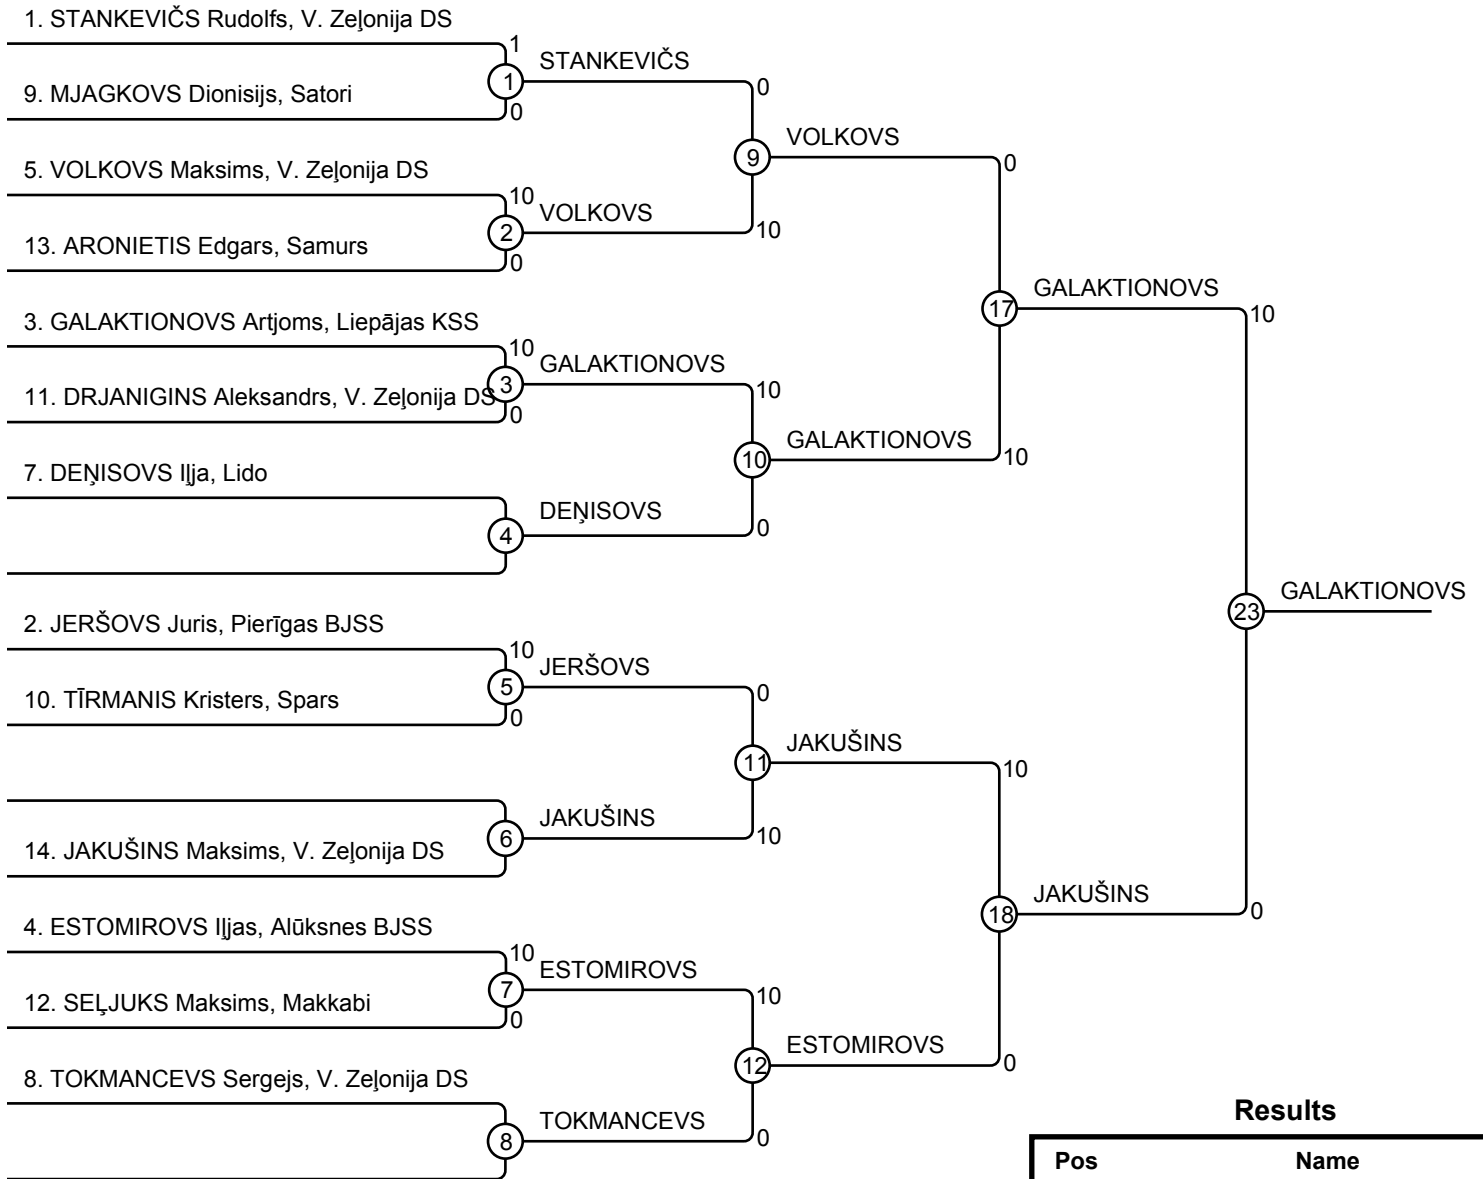 1. STANKEVIČS Rudolfs, V. Zeļonija DS
1
STANKEVIČS
1
0
9. MJAGKOVS Dionisijs, Satori
0
VOLKOVS
9
0
5. VOLKOVS Maksims, V. Zeļonija DS
10
VOLKOVS
2
10
13. ARONIETIS Edgars, Samurs
0
GALAKTIONOVS
17
10
3. GALAKTIONOVS Artjoms, Liepājas KSS
10
GALAKTIONOVS
3
10
11. DRJANIGINS Aleksandrs, V. Zeļonija DS
0
GALAKTIONOVS
10
10
7. DEŅISOVS Iļja, Lido
DEŅISOVS
4
0
GALAKTIONOVS
23
2. JERŠOVS Juris, Pierīgas BJSS
10
JERŠOVS
5
0
10. TĪRMANIS Kristers, Spars
0
JAKUŠINS
11
10
JAKUŠINS
6
10
14. JAKUŠINS Maksims, V. Zeļonija DS
JAKUŠINS
18
0
4. ESTOMIROVS Iļjas, Alūksnes BJSS
10
ESTOMIROVS
7
10
12. SEĻJUKS Maksims, Makkabi
0
ESTOMIROVS
12
0
8. TOKMANCEVS Sergejs, V. Zeļonija DS
TOKMANCEVS
8
0
Results
Pos Name